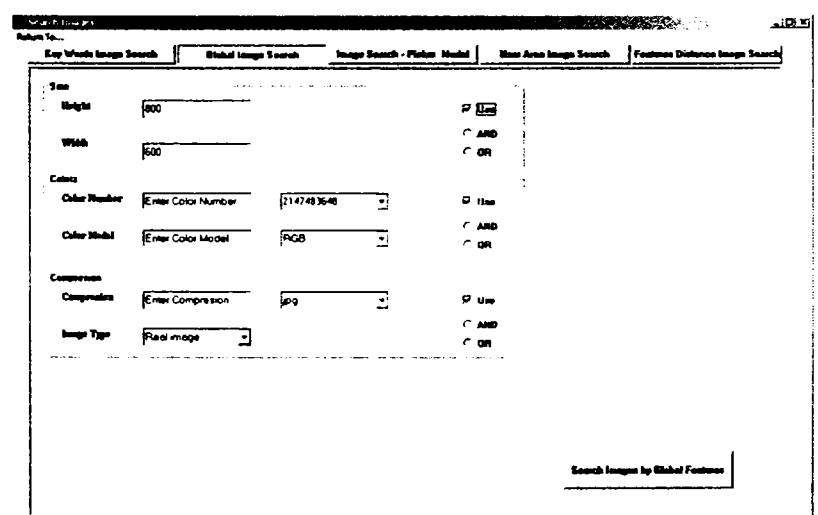 Search Images
Return To...
Key Words Image Search Global Image Search Image Search - Picture Model Mass Area Image Search Features Distance Image Search
Size
Height 800 Use
AND
Width 600 OR
Colors
Color Number Enter Color Number 2147483648 Use
AND
Color Model Enter Color Model RGB OR
Compression
Compression Enter Compression jpg Use
AND
Image Type Real image OR
Search Images by Global Features